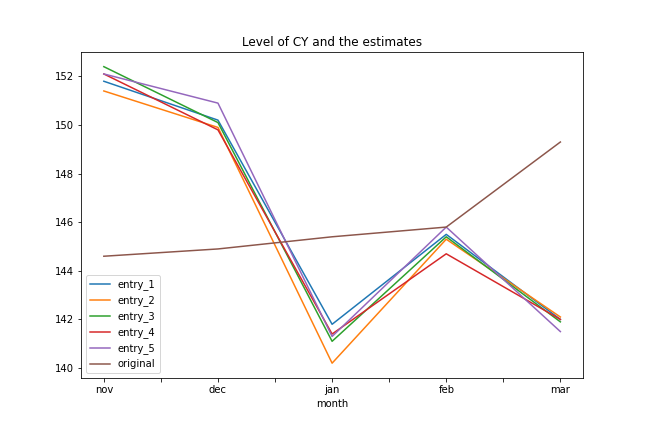 Level of CY and the estimates
152
150
148
146
144
142
140
entry_1
entry_2
entry_3
entry_4
entry_5
original
nov
dec
jan
feb
mar
month